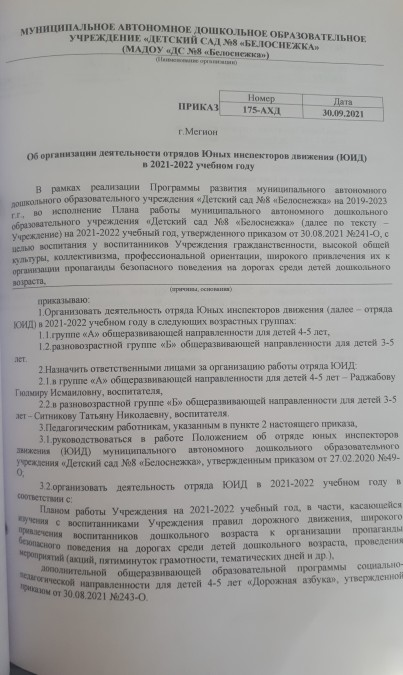 МУНИЦИПАЛЬНОЕ АВТОНОМНОЕ ДОШКОЛЬНОЕ ОБРАЗОВАТЕЛЬНОЕ
УЧРЕЖДЕНИЕ «ДЕТСКИЙ САД №8 «БЕЛОСНЕЖКА»
(МАДОУ «ДС №8 «Белоснежка»)
(Наименование организации)
Номер Дата
ПРИКАЗ 175-АХД 30.09.2021
г.Мегион
Об организации деятельности отрядов Юных инспекторов движения (ЮИД)
в 2021-2022 учебном году
В рамках реализации Программы развития муниципального автономного
дошкольного образовательного учреждения «Детский сад №8 «Белоснежка» на 2019-2023
г.г., во исполнение Плана работы муниципального автономного дошкольного
образовательного учреждения «Детский сад №8 «Белоснежка» (далее по тексту –
Учреждение) на 2021-2022 учебный год, утвержденного приказом от 30.08.2021 №241-О, с
целью воспитания у воспитанников Учреждения гражданственности, высокой общей
культуры, коллективизма, профессиональной ориентации, широкого привлечения их к
организации пропаганды безопасного поведения на дорогах среди детей дошкольного
возраста,
(причины, основания)
приказываю:
1.Организовать деятельность отряда Юных инспекторов движения (далее – отряда
ЮИД) в 2021-2022 учебном году в следующих возрастных группах:
1.1.группе «А» общеразвивающей направленности для детей 4-5 лет,
1.2.разновозрастной группе «Б» общеразвивающей направленности для детей 3-5
лет.
2.Назначить ответственными лицами за организацию работы отряда ЮИД:
2.1.в группе «А» общеразвивающей направленности для детей 4-5 лет – Раджабову
Гюлмиру Исмаиловну, воспитателя,
2.2.в разновозрастной группе «Б» общеразвивающей направленности для детей 3-5
лет – Ситникову Татьяну Николаевну, воспитателя.
3.Педагогическим работникам, указанным в пункте 2 настоящего приказа,
3.1.руководствоваться в работе Положением об отряде юных инспекторов
движения (ЮИД) муниципального автономного дошкольного образовательного
учреждения «Детский сад №8 «Белоснежка», утвержденным приказом от 27.02.2020 №49-
О;
3.2.организовать деятельность отряда ЮИД в 2021-2022 учебном году в
соответствии с:
Планом работы Учреждения на 2021-2022 учебный год, в части, касающейся
изучения с воспитанниками Учреждения правил дорожного движения, широкого
привлечения воспитанников дошкольного возраста к организации пропаганды
безопасного поведения на дорогах среди детей дошкольного возраста, проведения
мероприятий (акций, пятиминуток грамотности, тематических дней и др.),
дополнительной общеразвивающей образовательной программы социально-
педагогической направленности для детей 4-5 лет «Дорожная азбука», утвержденной
приказом от 30.08.2021 №243-О.